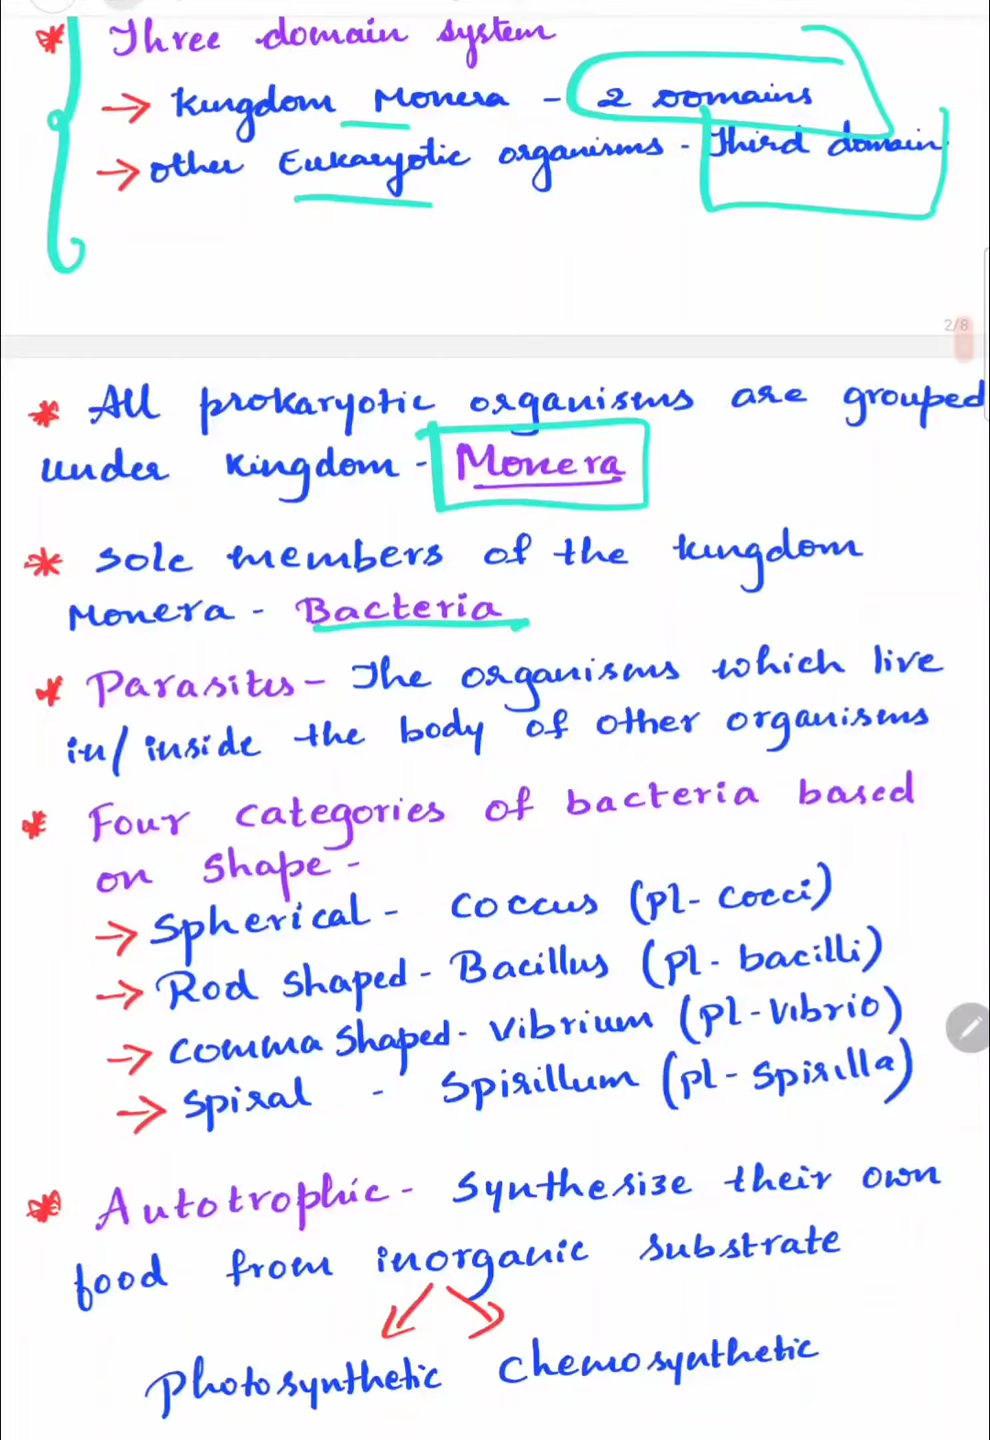 * Three domain system
→ Kingdom Monera - 2 Domains
→ other Eukaryotic organisms - Third domain
2/8
* All prokaryotic organisms are grouped
under kingdom - Monera
* Sole members of the kingdom
Monera - Bacteria
* Parasites - The organisms which live
in/inside the body of other organisms
* Four categories of bacteria based
on shape -
→ Spherical - Coccus (pl- cocci)
→ Rod shaped - Bacillus (pl- bacilli)
→ Comma shaped - Vibrium (pl-Vibrio)
→ Spiral - Spirillum (pl- Spirilla)
* Autotrophic - Synthesize their own
food from inorganic substrate
Photosynthetic Chemosynthetic